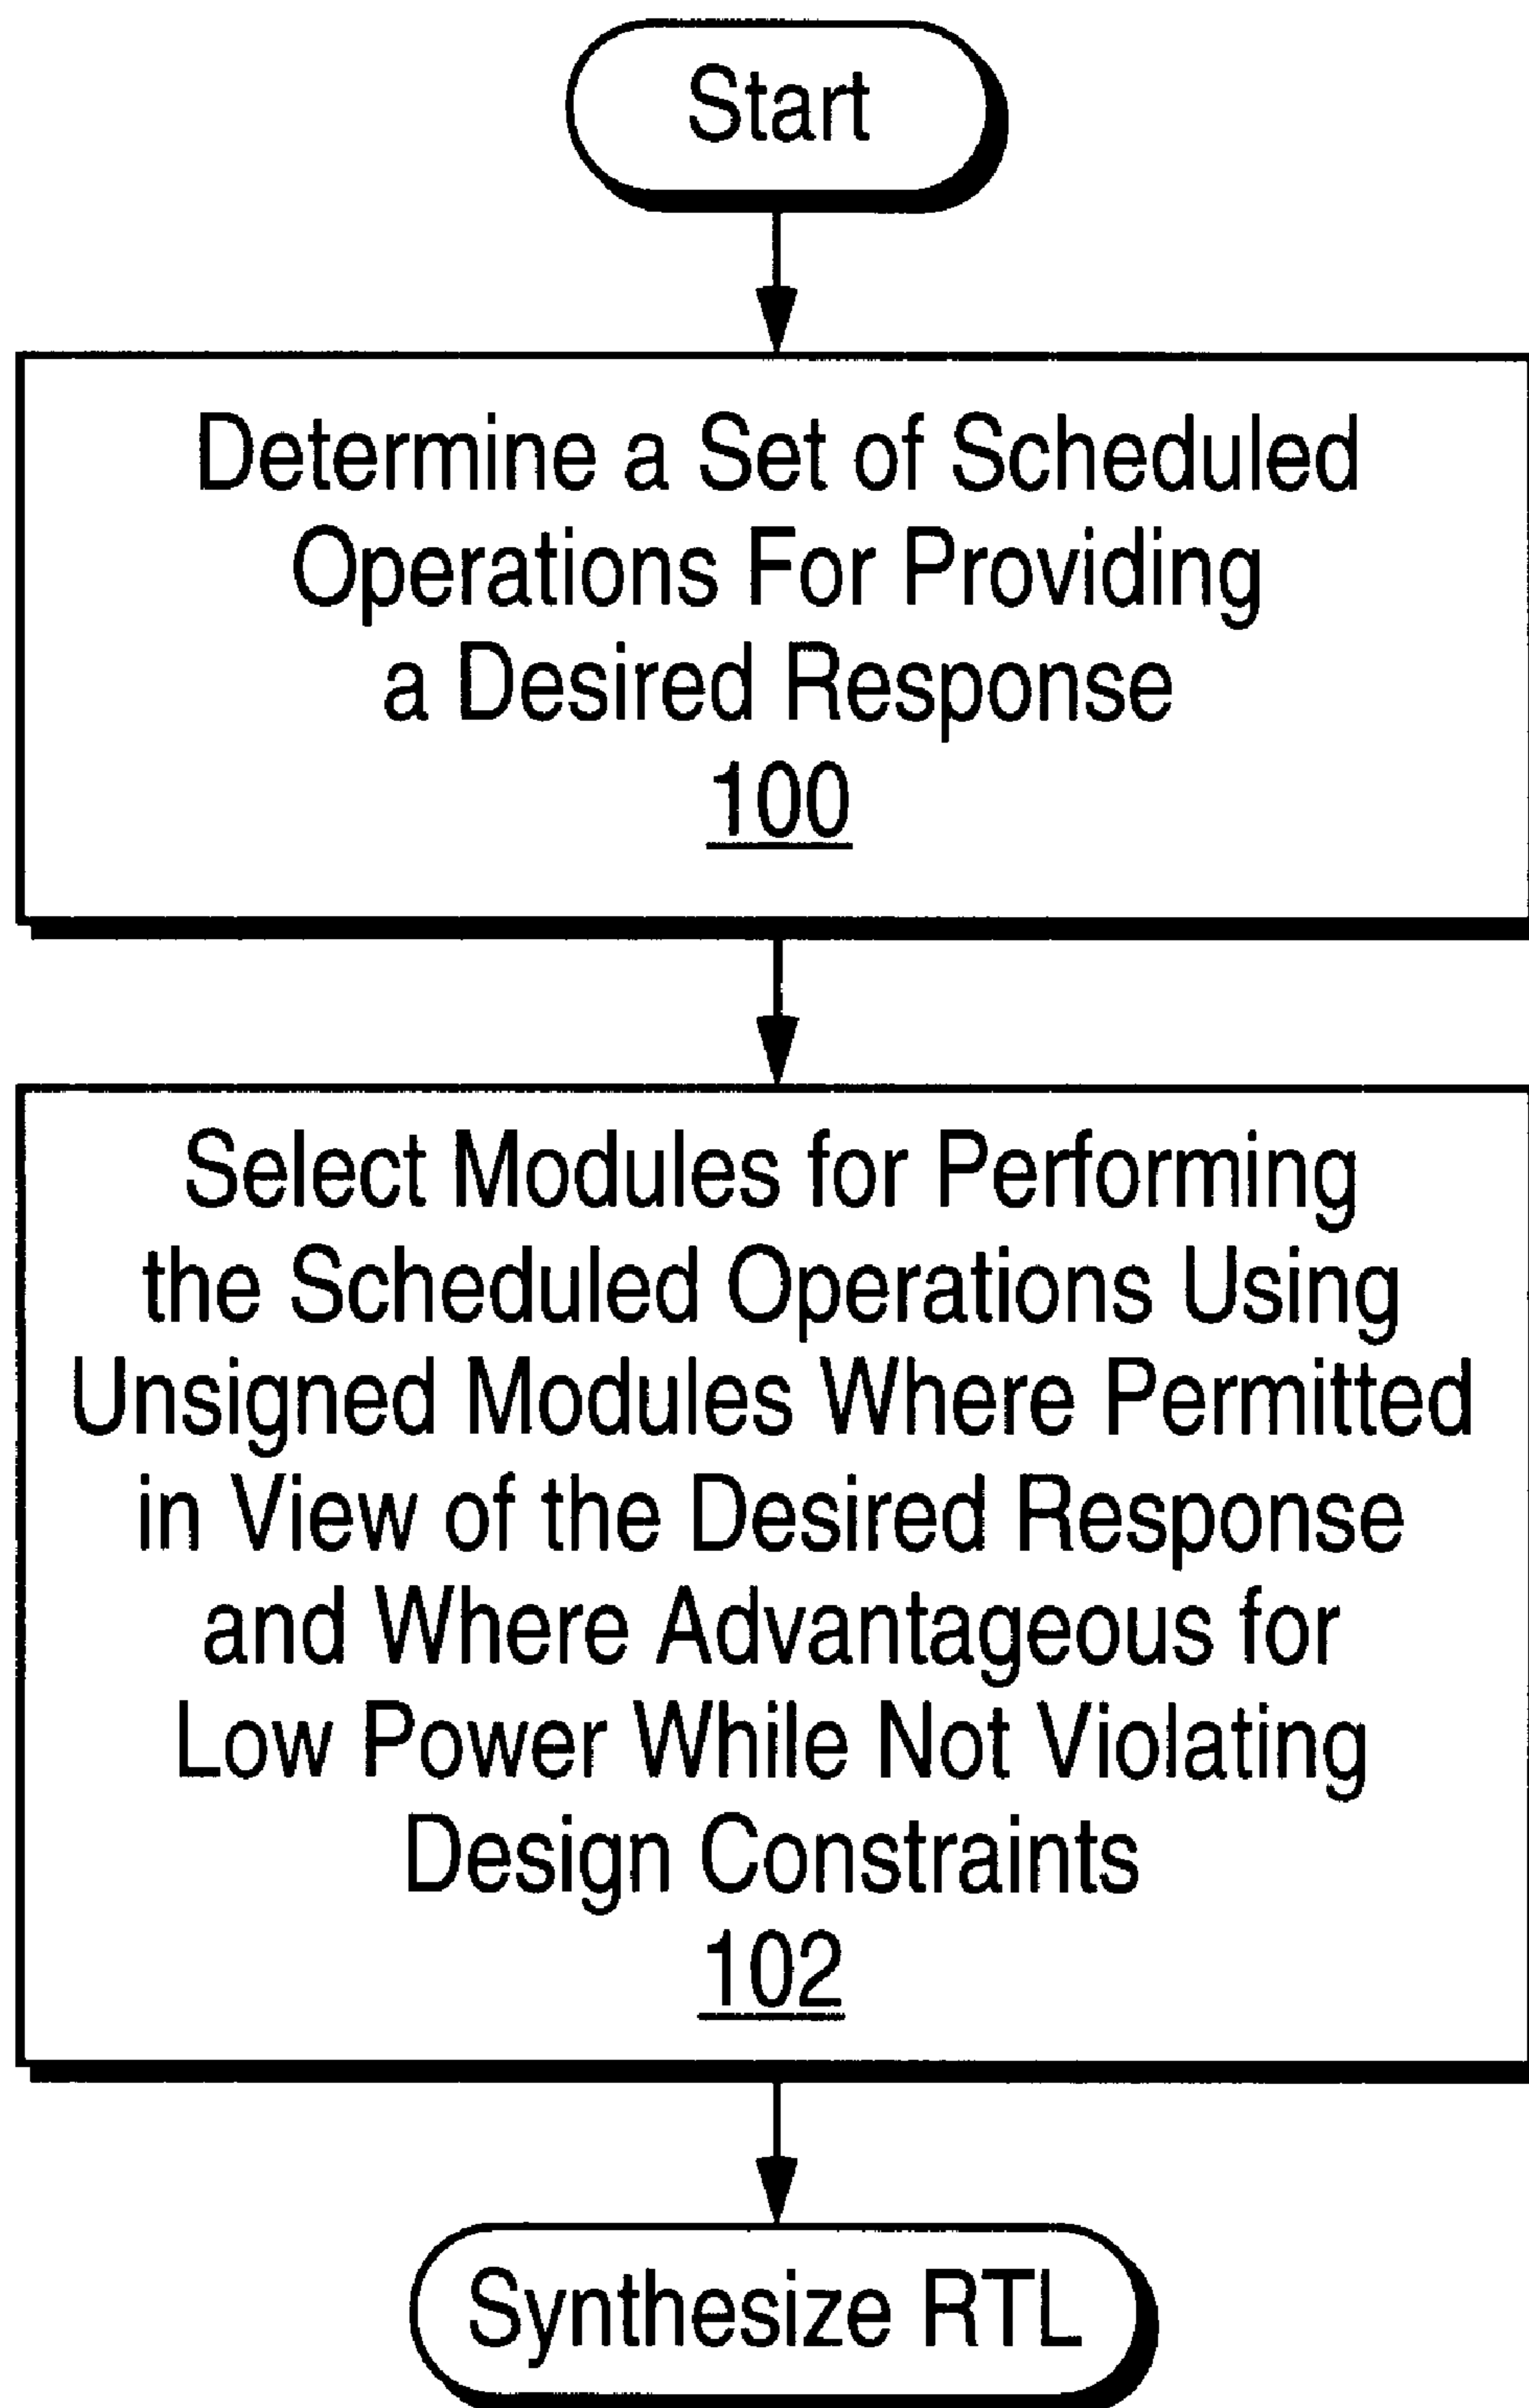 Start
Determine a Set of Scheduled
Operations For Providing
a Desired Response
100
Select Modules for Performing
the Scheduled Operations Using
Unsigned Modules Where Permitted
in View of the Desired Response
and Where Advantageous for
Low Power While Not Violating
Design Constraints
102
Synthesize RTL